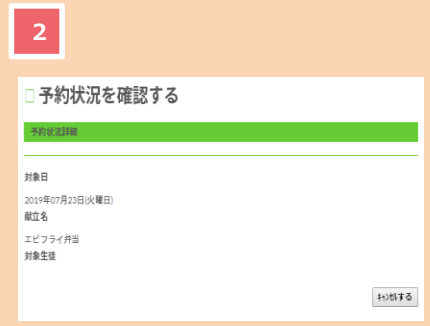 2
予約状況を確認する
予約状況詳細
対象日
2019年07月23日(火曜日)
献立名
エビフライ弁当
対象生徒
ｷｬﾝｾﾙする